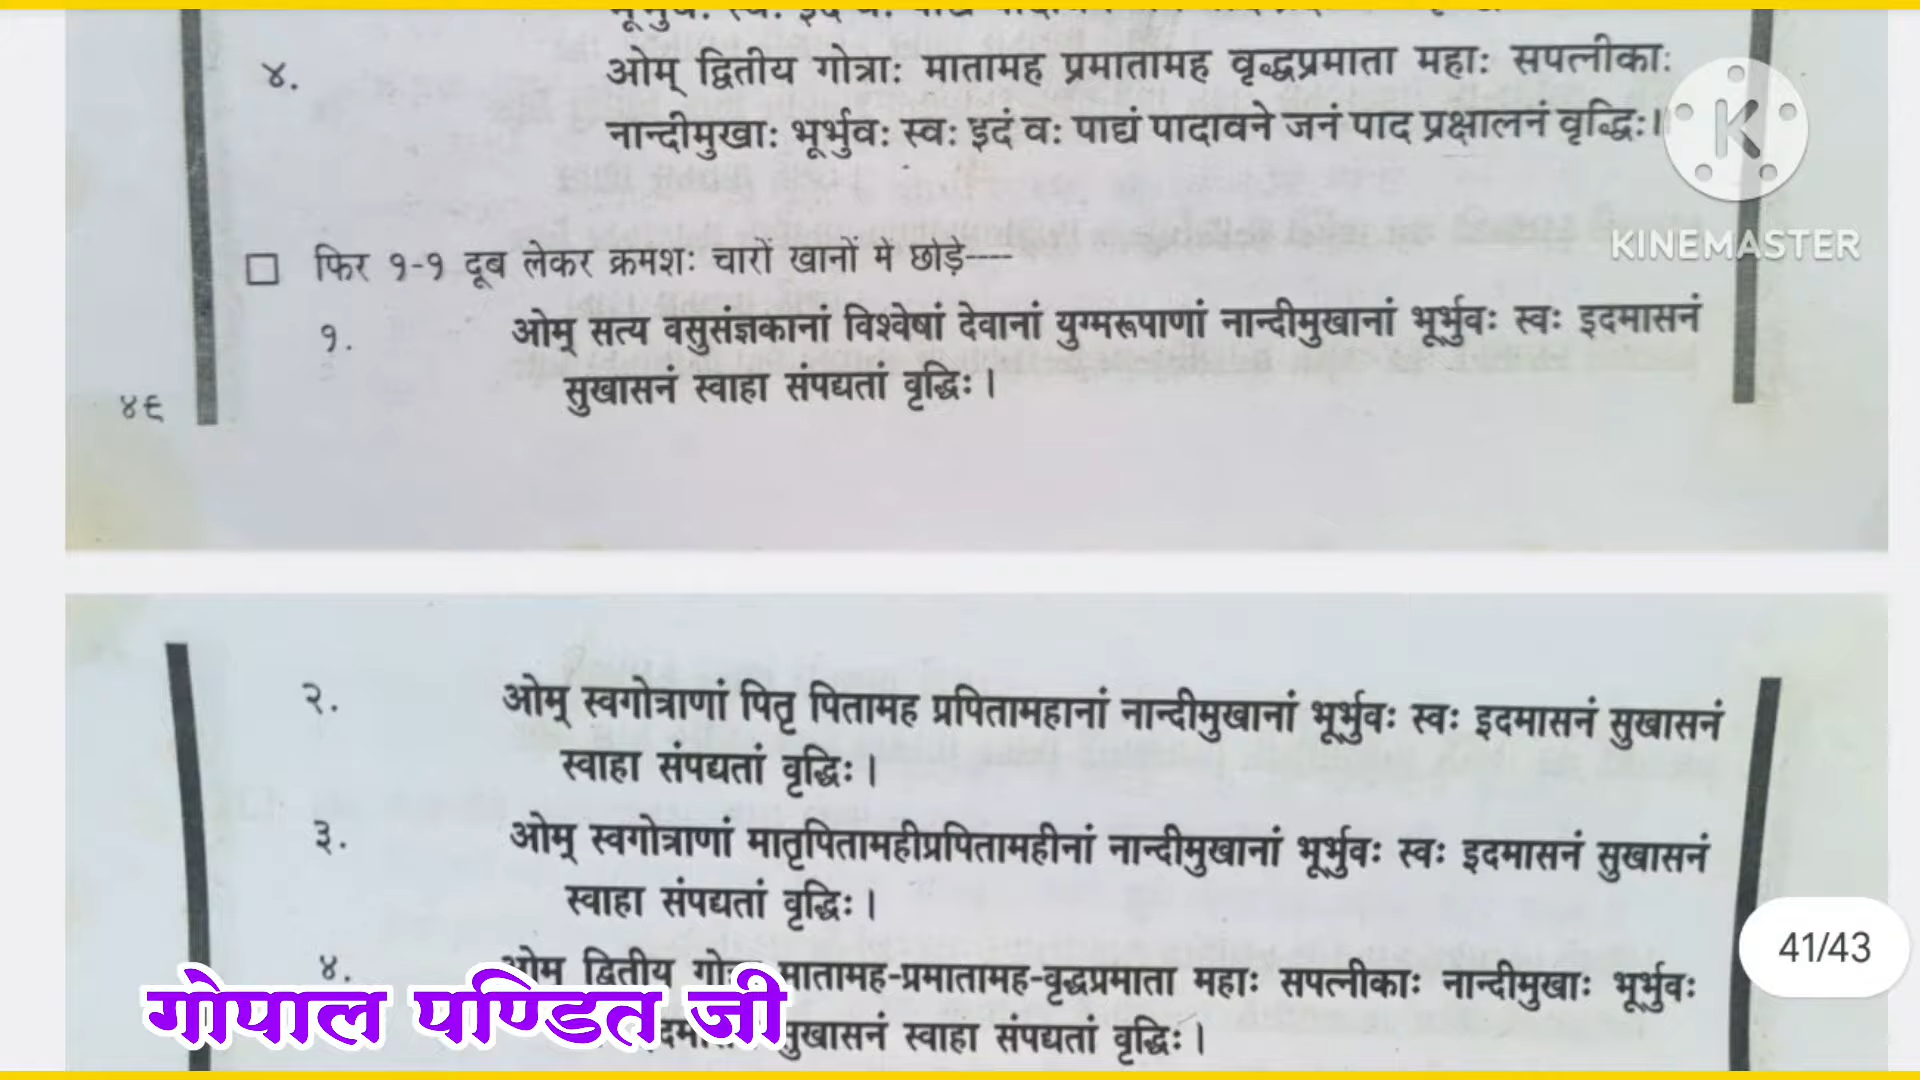 ४. ओम् द्वितीय गोत्राः मातामह प्रमातामह वृद्धप्रमाता महाः सपत्नीकाः
नान्दीमुखाः भूर्भुवः स्वः इदं वः पाद्यं पादावने जनं पाद प्रक्षालनं वृद्धिः।
KINEMASTER
□ फिर १-१ दूब लेकर क्रमशः चारों खानों में छोड़े----
१. ओम् सत्य वसुसंज्ञकानां विश्वेषां देवानां युग्मरूपाणां नान्दीमुखानां भूर्भुवः स्वः इदमासनं
सुखासनं स्वाहा संपद्यतां वृद्धिः।
४६
२. ओम् स्वगोत्राणां पितृ पितामह प्रपितामहानां नान्दीमुखानां भूर्भुवः स्वः इदमासनं सुखासनं
स्वाहा संपद्यतां वृद्धिः।
३. ओम् स्वगोत्राणां मातृपितामहीप्रपितामहीनां नान्दीमुखानां भूर्भुवः स्वः इदमासनं सुखासनं
स्वाहा संपद्यतां वृद्धिः।
41/43
४. ओम् द्वितीय मातामह-प्रमातामह-वृद्धप्रमाता महाः सपत्नीकाः नान्दीमुखाः भूर्भुवः
सुखासनं स्वाहा संपद्यतां वृद्धिः।
गोपाल पण्डित जी